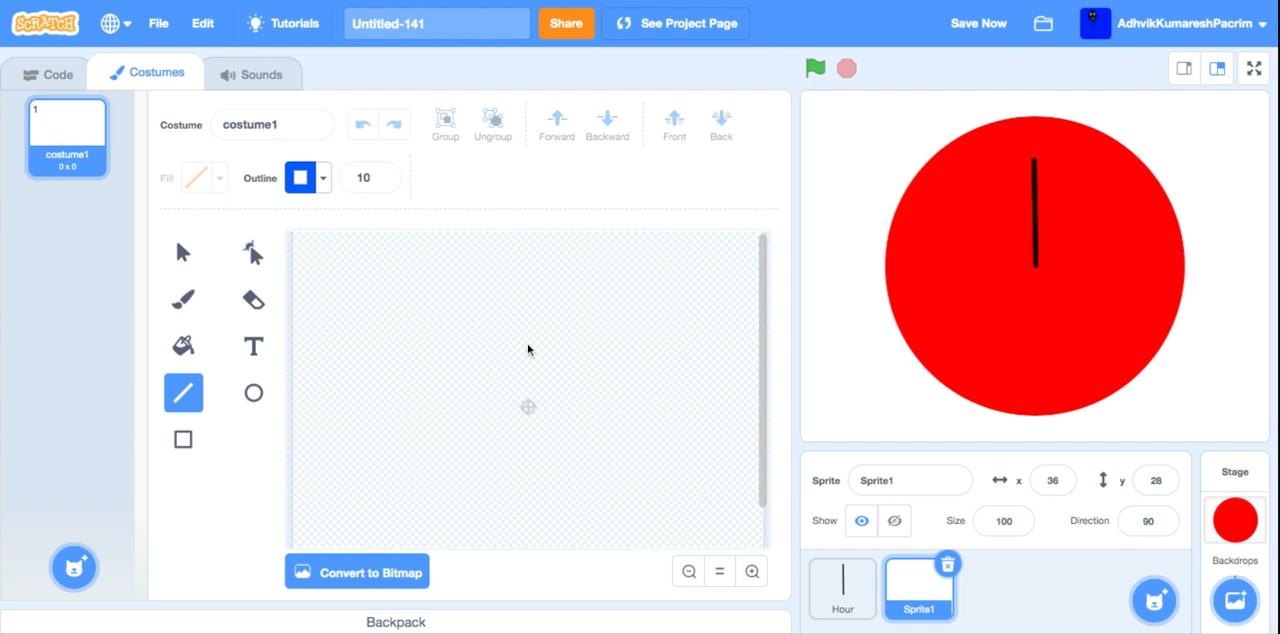 SCRATCH File Edit Tutorials Untitled-141 Share See Project Page Save Now AdhvikKumareshPacrim
Code Costumes Sounds
1
costume1
0 x 0
Costume costume1 Group Ungroup Forward Backward Front Back
Fill Outline 10
T
Convert to Bitmap
Backpack
Sprite Sprite1 x 36 y 28
Show Size 100 Direction 90
Hour Sprite1
Stage
Backdrops